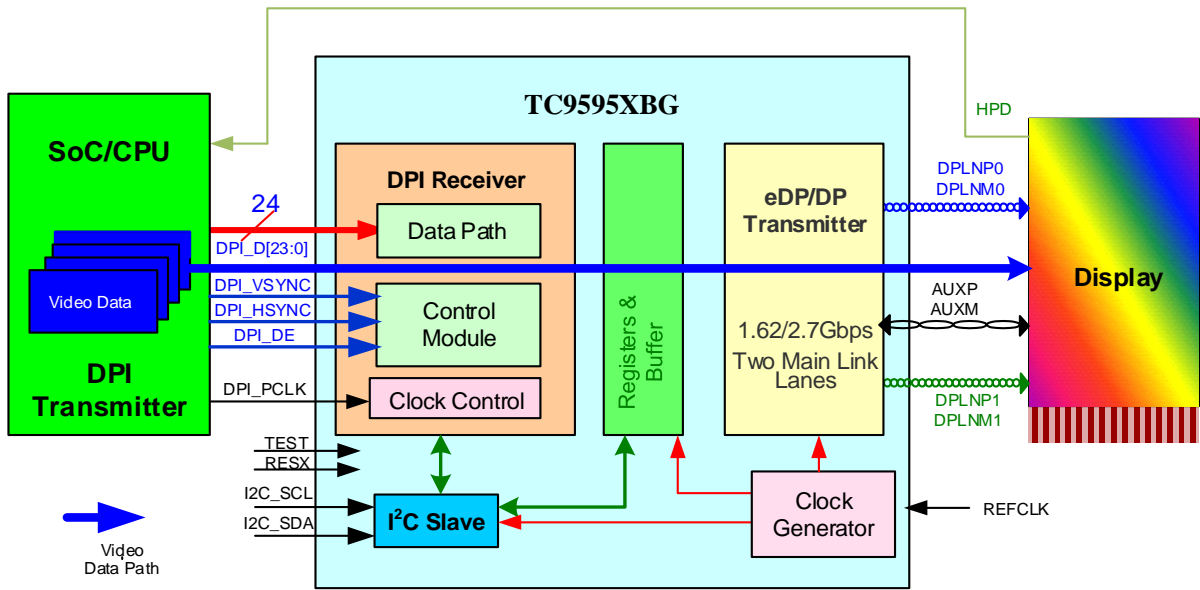 TC9595XBG
HPD
SoC/CPU
Video Data
DPI
Transmitter
24
DPI_D[23:0]
DPI_VSYNC
DPI_HSYNC
DPI_DE
DPI_PCLK
DPI Receiver
Data Path
Control
Module
Clock Control
Registers &
Buffer
eDP/DP
Transmitter
1.62/2.7Gbps
Two Main Link
Lanes
DPLNP0
DPLNM0
Display
AUXP
AUXM
DPLNP1
DPLNM1
TEST
RESX
I2C_SCL
I2C_SDA
I²C Slave
Clock
Generator
REFCLK
Video
Data Path